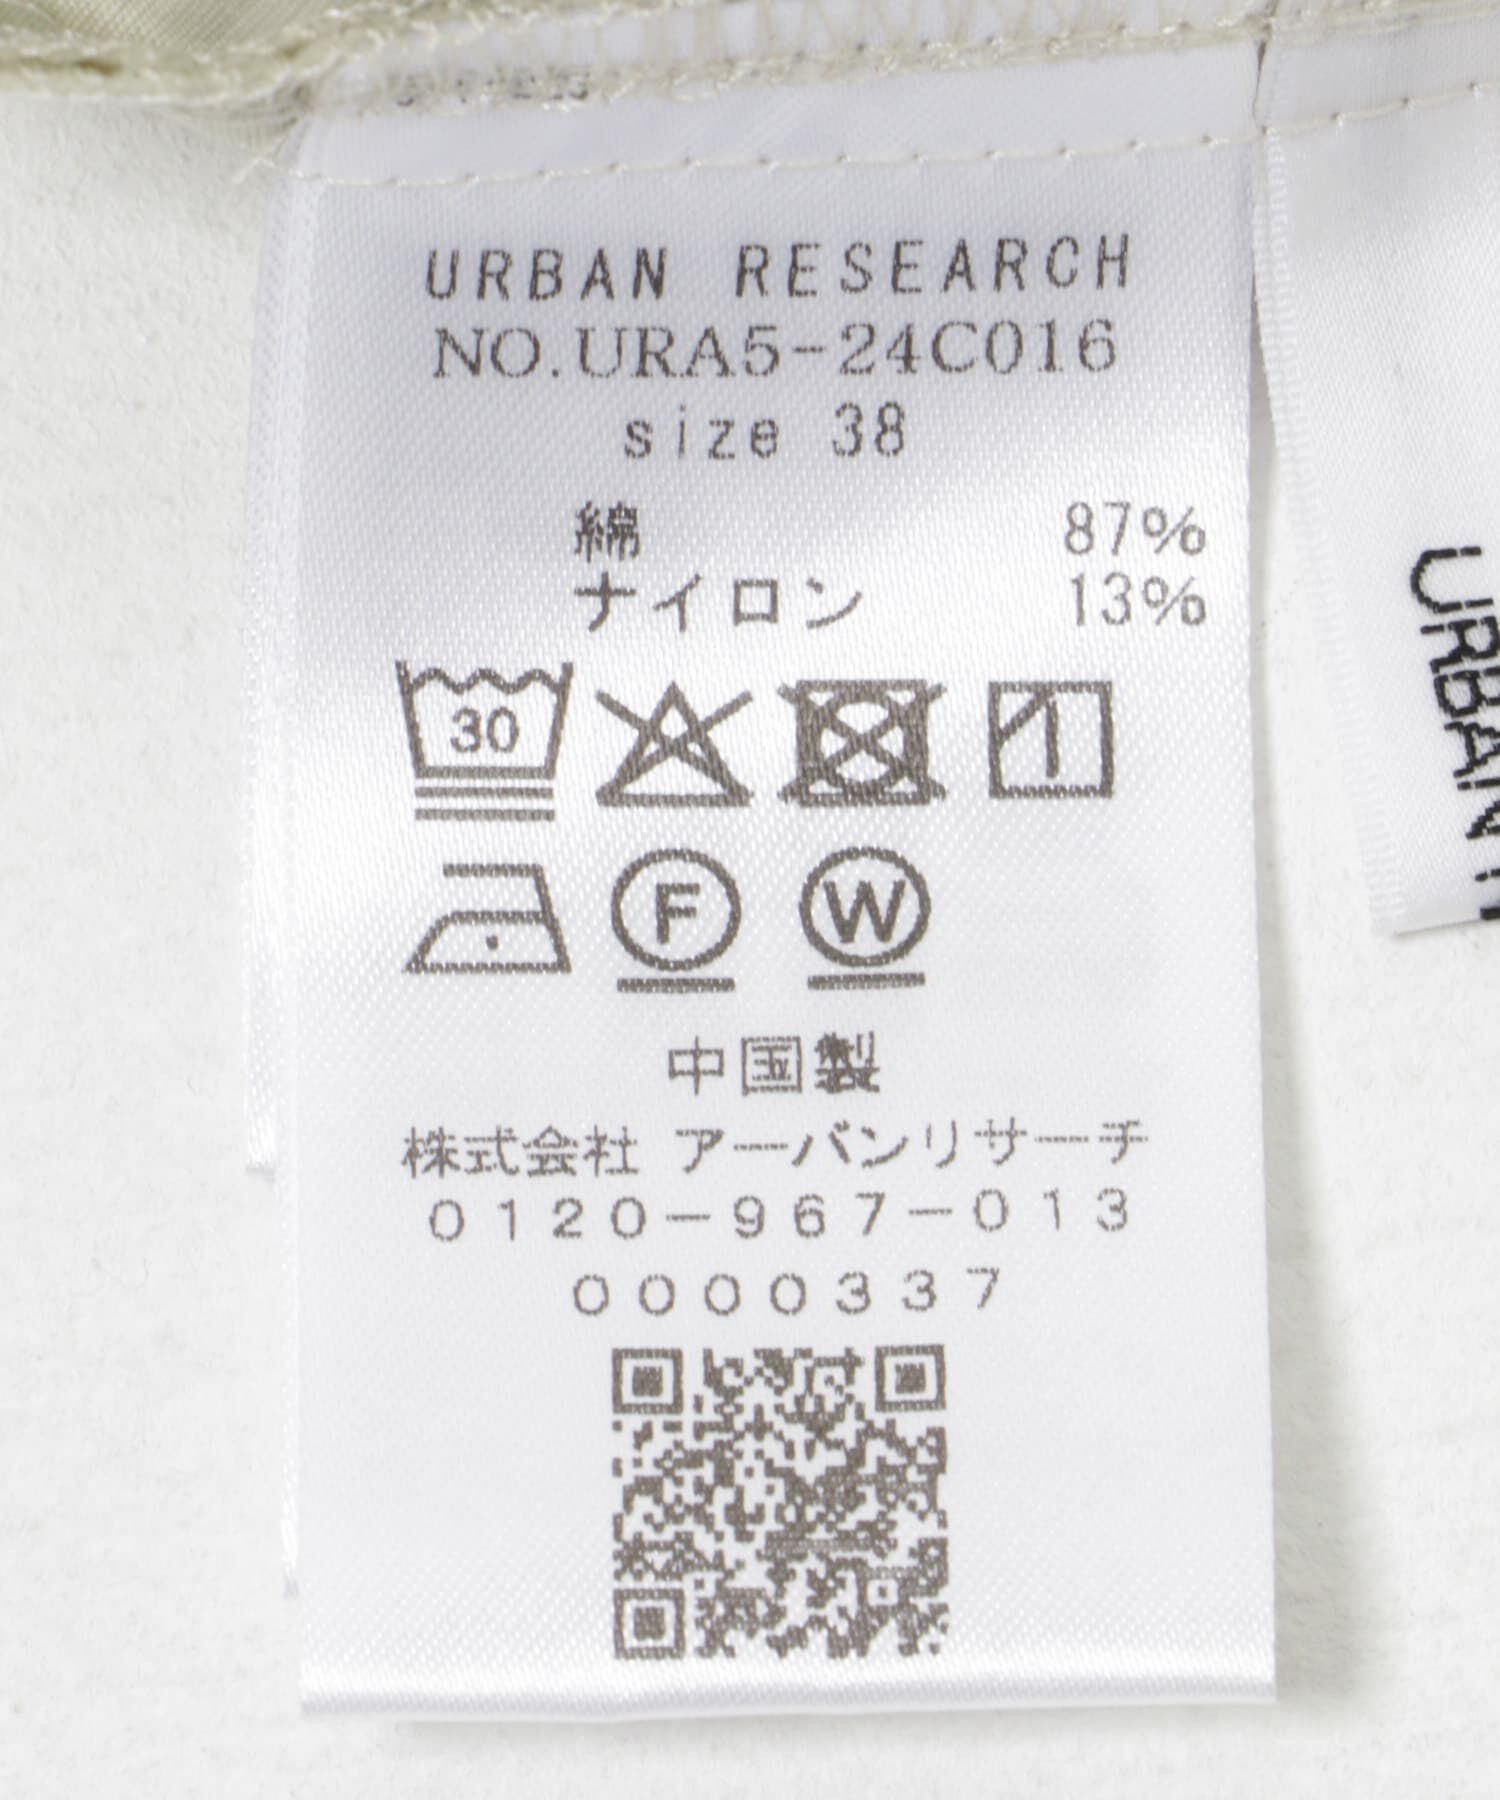 URBAN RESEARCH
NO.URA5-24C016
size 38
綿 87%
ナイロン 13%
30
F W
中国製
株式会社 アーバンリサーチ
0120-967-013
0000337
URBAN